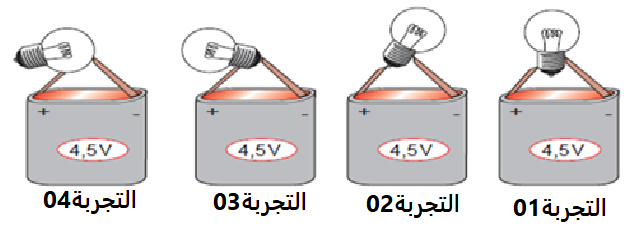 + - + - + - + -
4,5V 4,5V 4,5V 4,5V
التجربة01 التجربة02 التجربة03 التجربة04